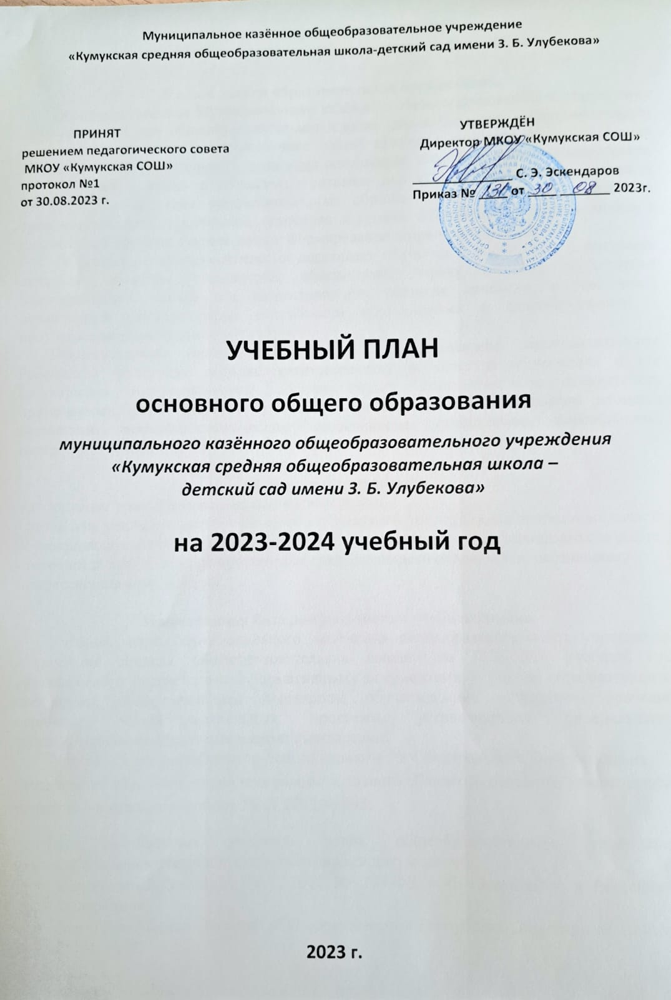 Муниципальное казённое общеобразовательное учреждение
«Кумукская средняя общеобразовательная школа-детский сад имени З. Б. Улубекова»
ПРИНЯТ
решением педагогического совета
МКОУ «Кумукская СОШ»
протокол №1
от 30.08.2023 г.
УТВЕРЖДЁН
Директор МКОУ «Кумукская СОШ»
С. Э. Эскендаров
Приказ № 131 от 30 08 2023г.
УЧЕБНЫЙ ПЛАН
основного общего образования
муниципального казённого общеобразовательного учреждения
«Кумукская средняя общеобразовательная школа –
детский сад имени З. Б. Улубекова»
на 2023-2024 учебный год
2023 г.